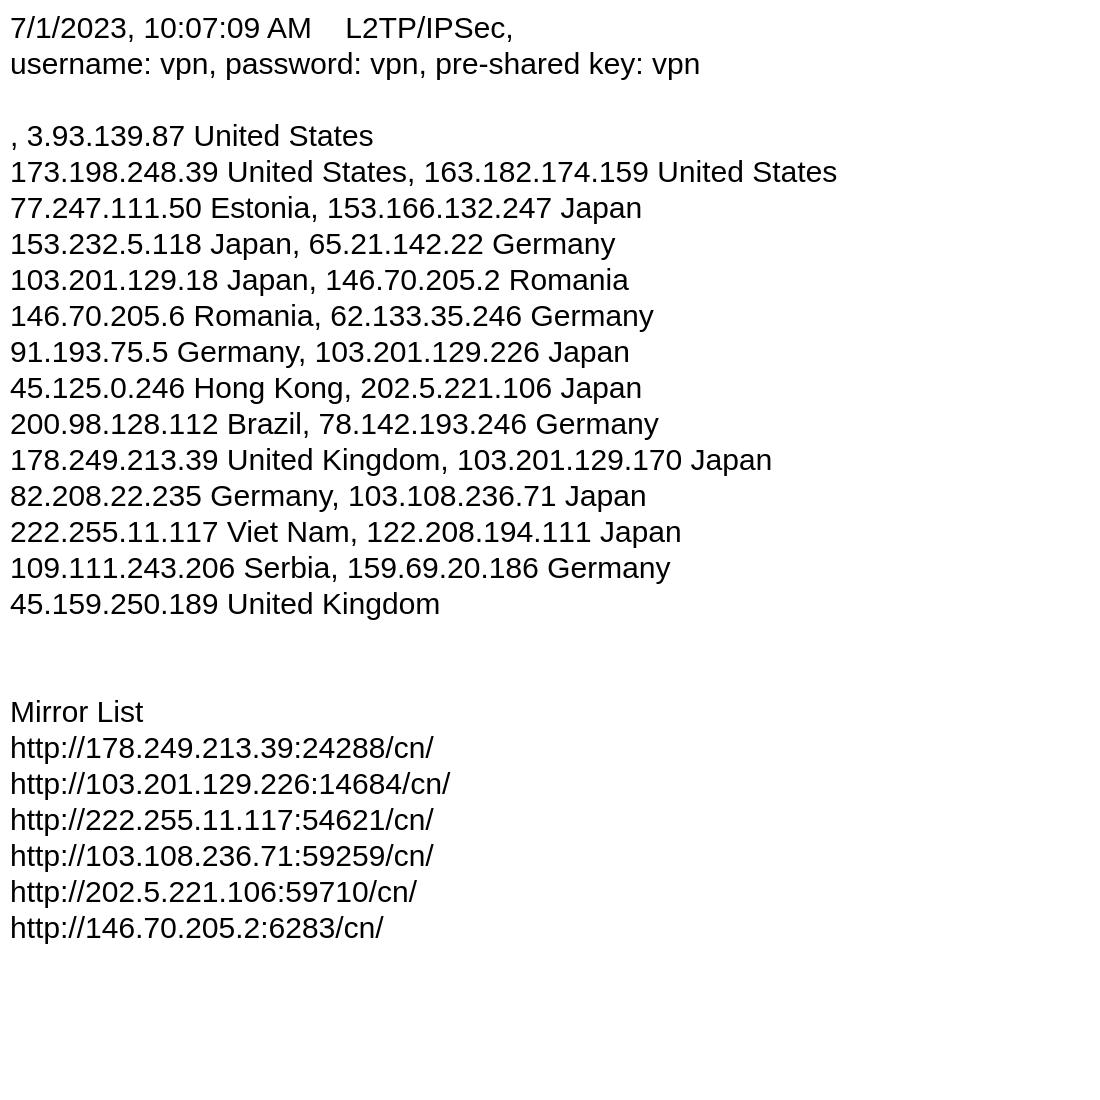 7/1/2023, 10:07:09 AM    L2TP/IPSec,
username: vpn, password: vpn, pre-shared key: vpn
, 3.93.139.87 United States
173.198.248.39 United States, 163.182.174.159 United States
77.247.111.50 Estonia, 153.166.132.247 Japan
153.232.5.118 Japan, 65.21.142.22 Germany
103.201.129.18 Japan, 146.70.205.2 Romania
146.70.205.6 Romania, 62.133.35.246 Germany
91.193.75.5 Germany, 103.201.129.226 Japan
45.125.0.246 Hong Kong, 202.5.221.106 Japan
200.98.128.112 Brazil, 78.142.193.246 Germany
178.249.213.39 United Kingdom, 103.201.129.170 Japan
82.208.22.235 Germany, 103.108.236.71 Japan
222.255.11.117 Viet Nam, 122.208.194.111 Japan
109.111.243.206 Serbia, 159.69.20.186 Germany
45.159.250.189 United Kingdom
Mirror List
http://178.249.213.39:24288/cn/
http://103.201.129.226:14684/cn/
http://222.255.11.117:54621/cn/
http://103.108.236.71:59259/cn/
http://202.5.221.106:59710/cn/
http://146.70.205.2:6283/cn/